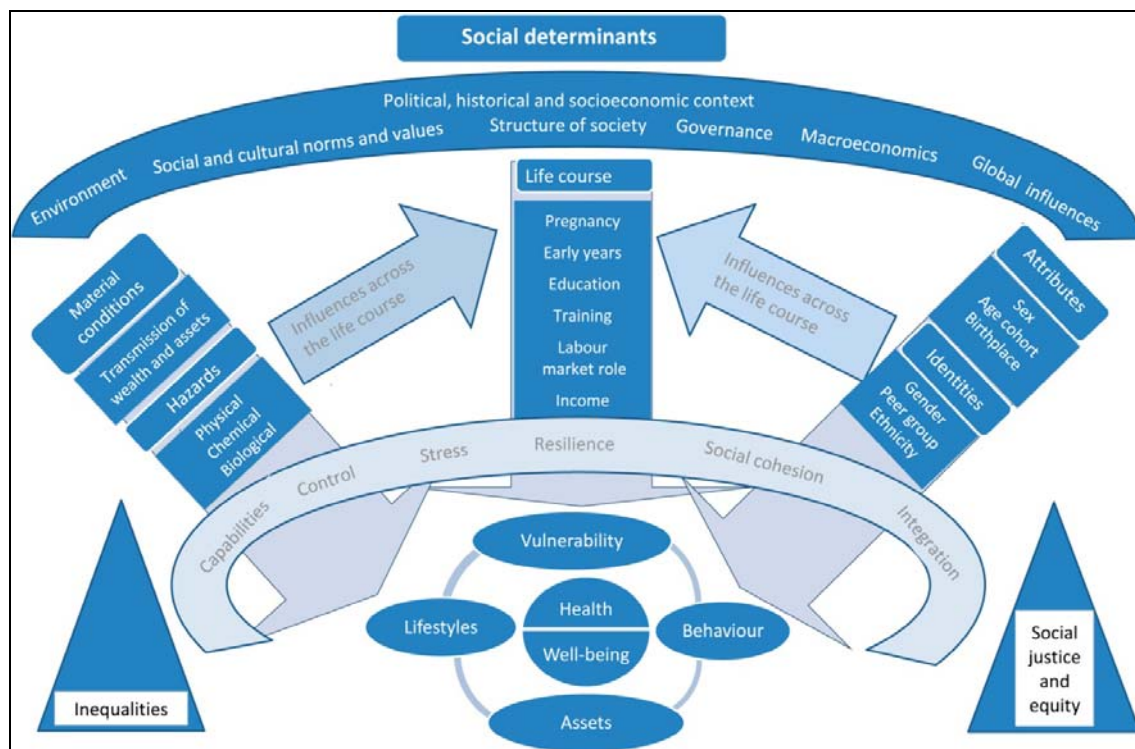 Social determinants
Political, historical and socioeconomic context
Environment Social and cultural norms and values Structure of society Governance Macroeconomics Global influences
Material
conditions
Transmission of
wealth and assets
Hazards
Physical
Chemical
Biological
Influences across
the life course
Life course
Pregnancy
Early years
Education
Training
Labour
market role
Income
Influences across
the life course
Attributes
Sex
Age cohort
Birthplace
Identities
Gender
Peer group
Ethnicity
Capabilities Control Stress Resilience Social cohesion Integration
Vulnerability
Lifestyles
Health
Well-being
Behaviour
Assets
Inequalities
Social
justice
and
equity